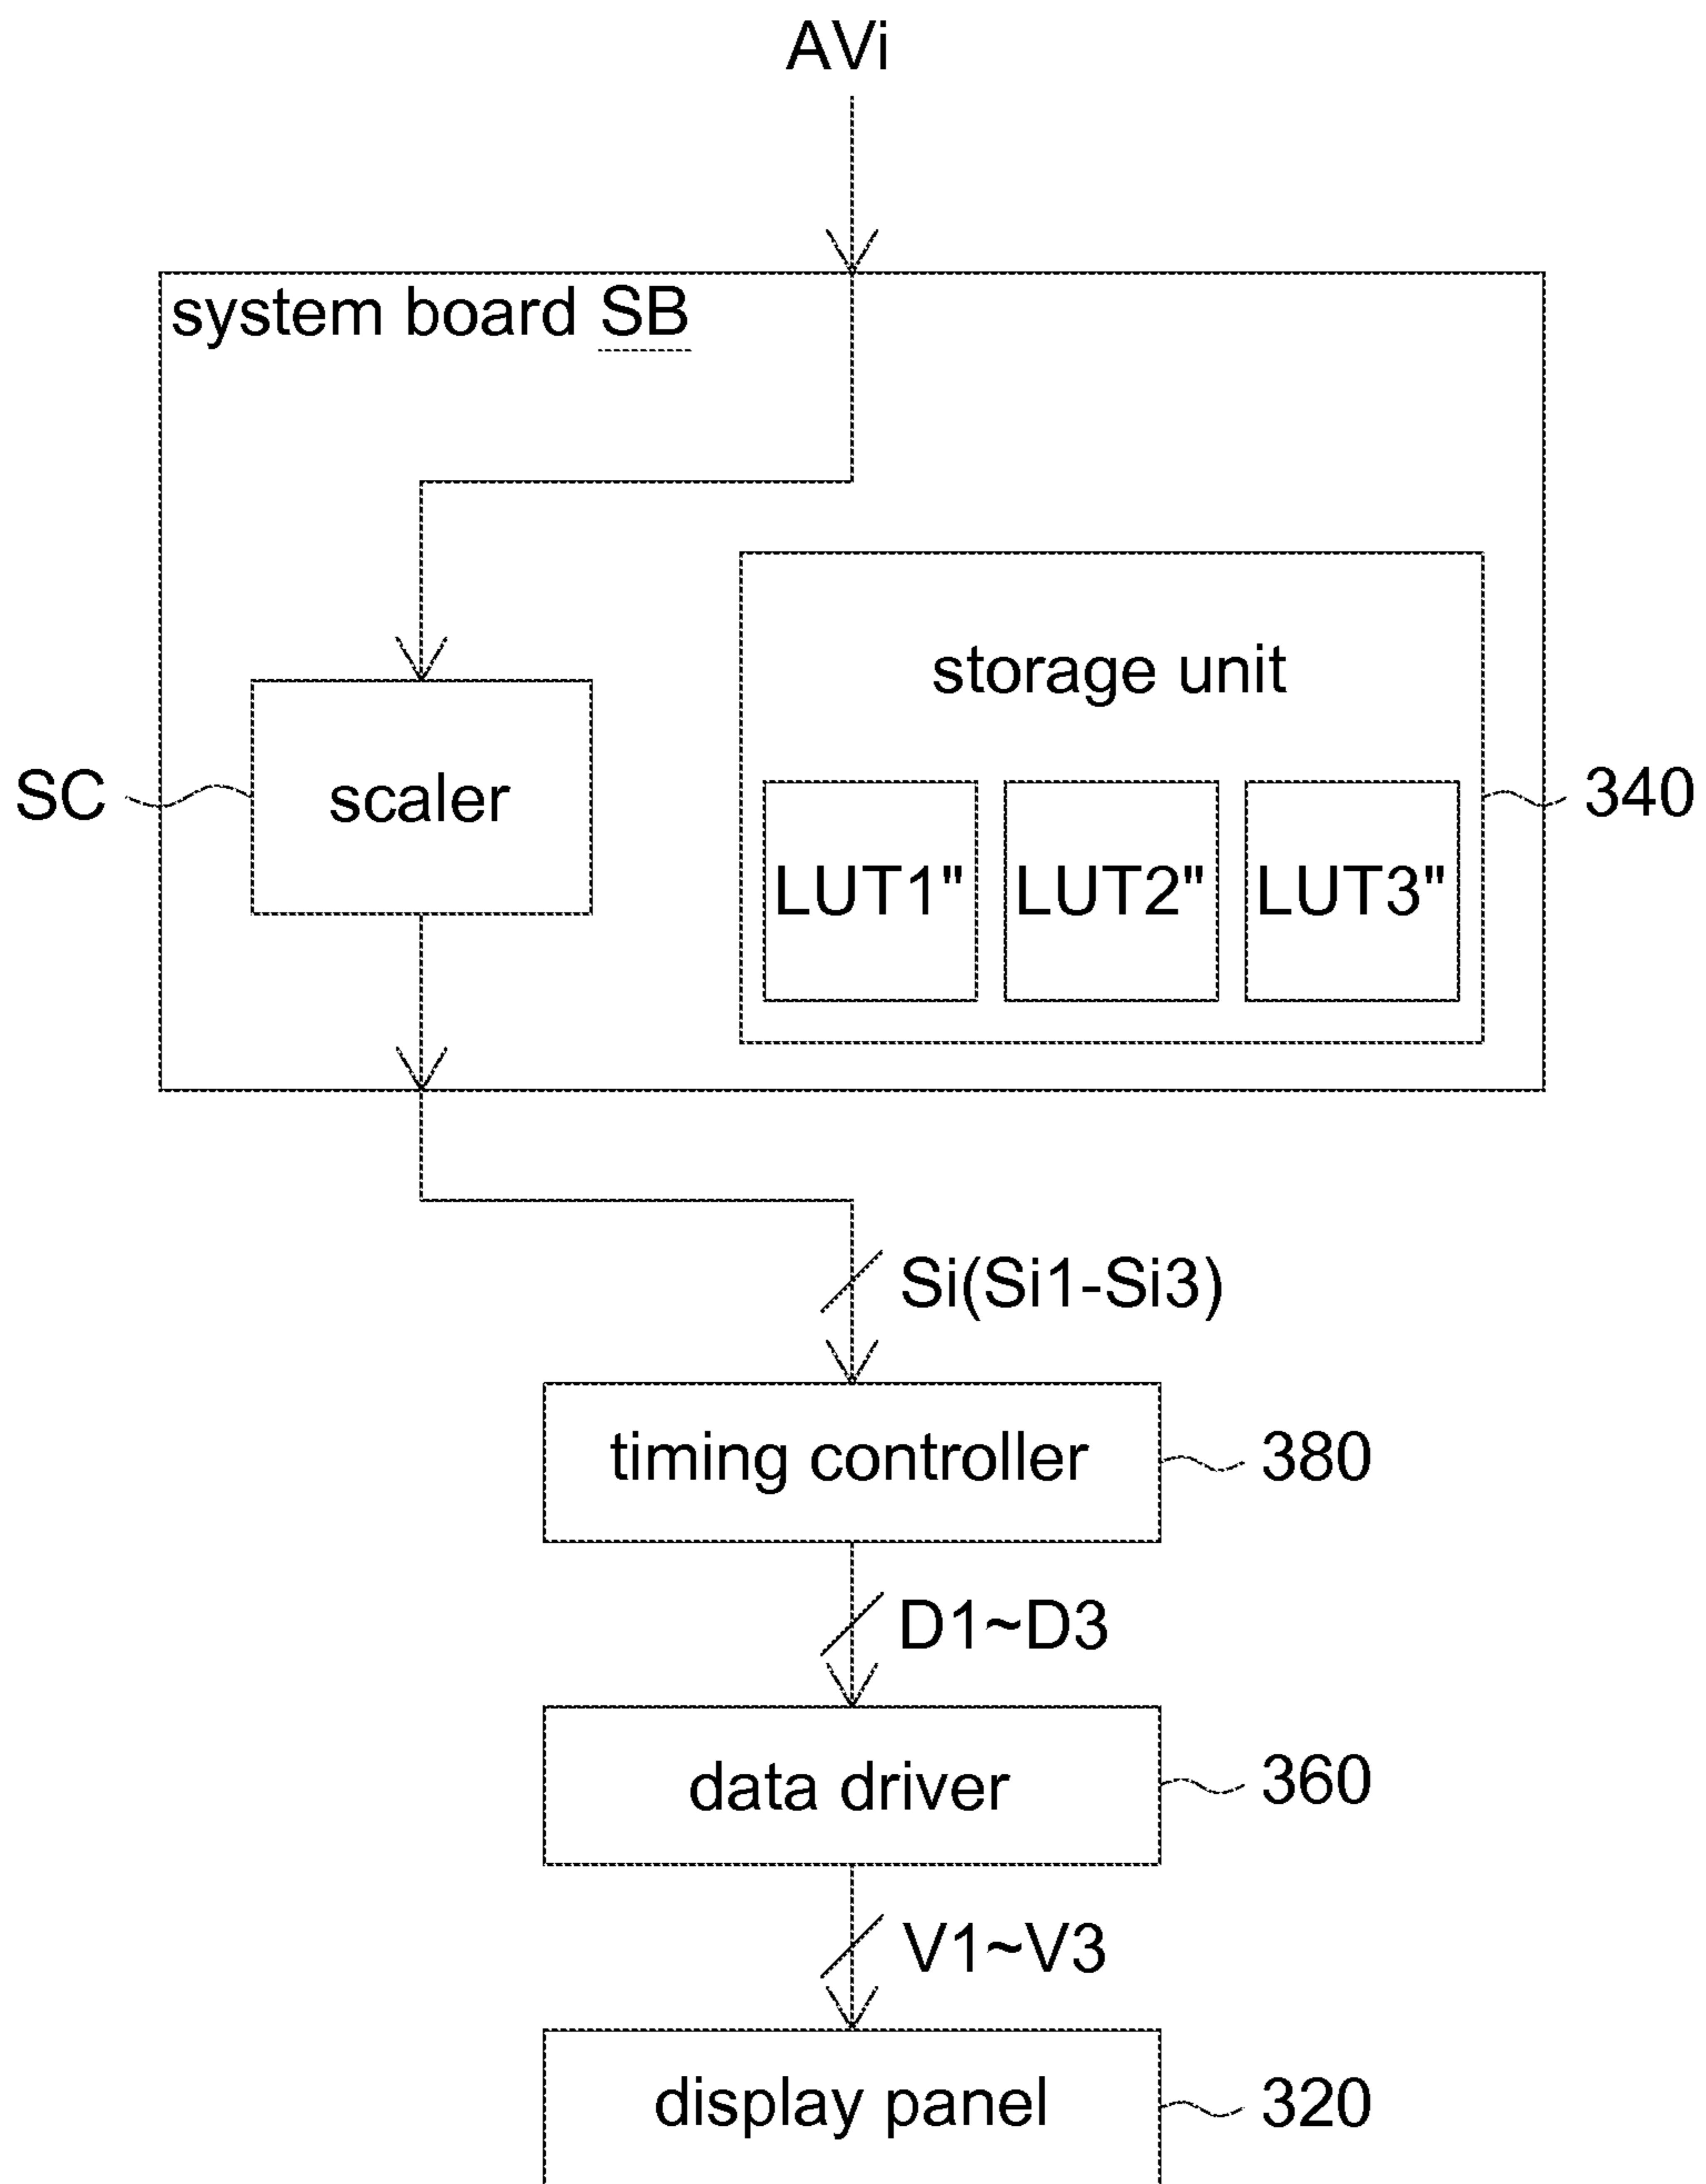 AVi
system board SB
storage unit
SC
scaler
340
LUT1" LUT2" LUT3"
Si(Si1-Si3)
timing controller
380
D1~D3
data driver
360
V1~V3
display panel
320